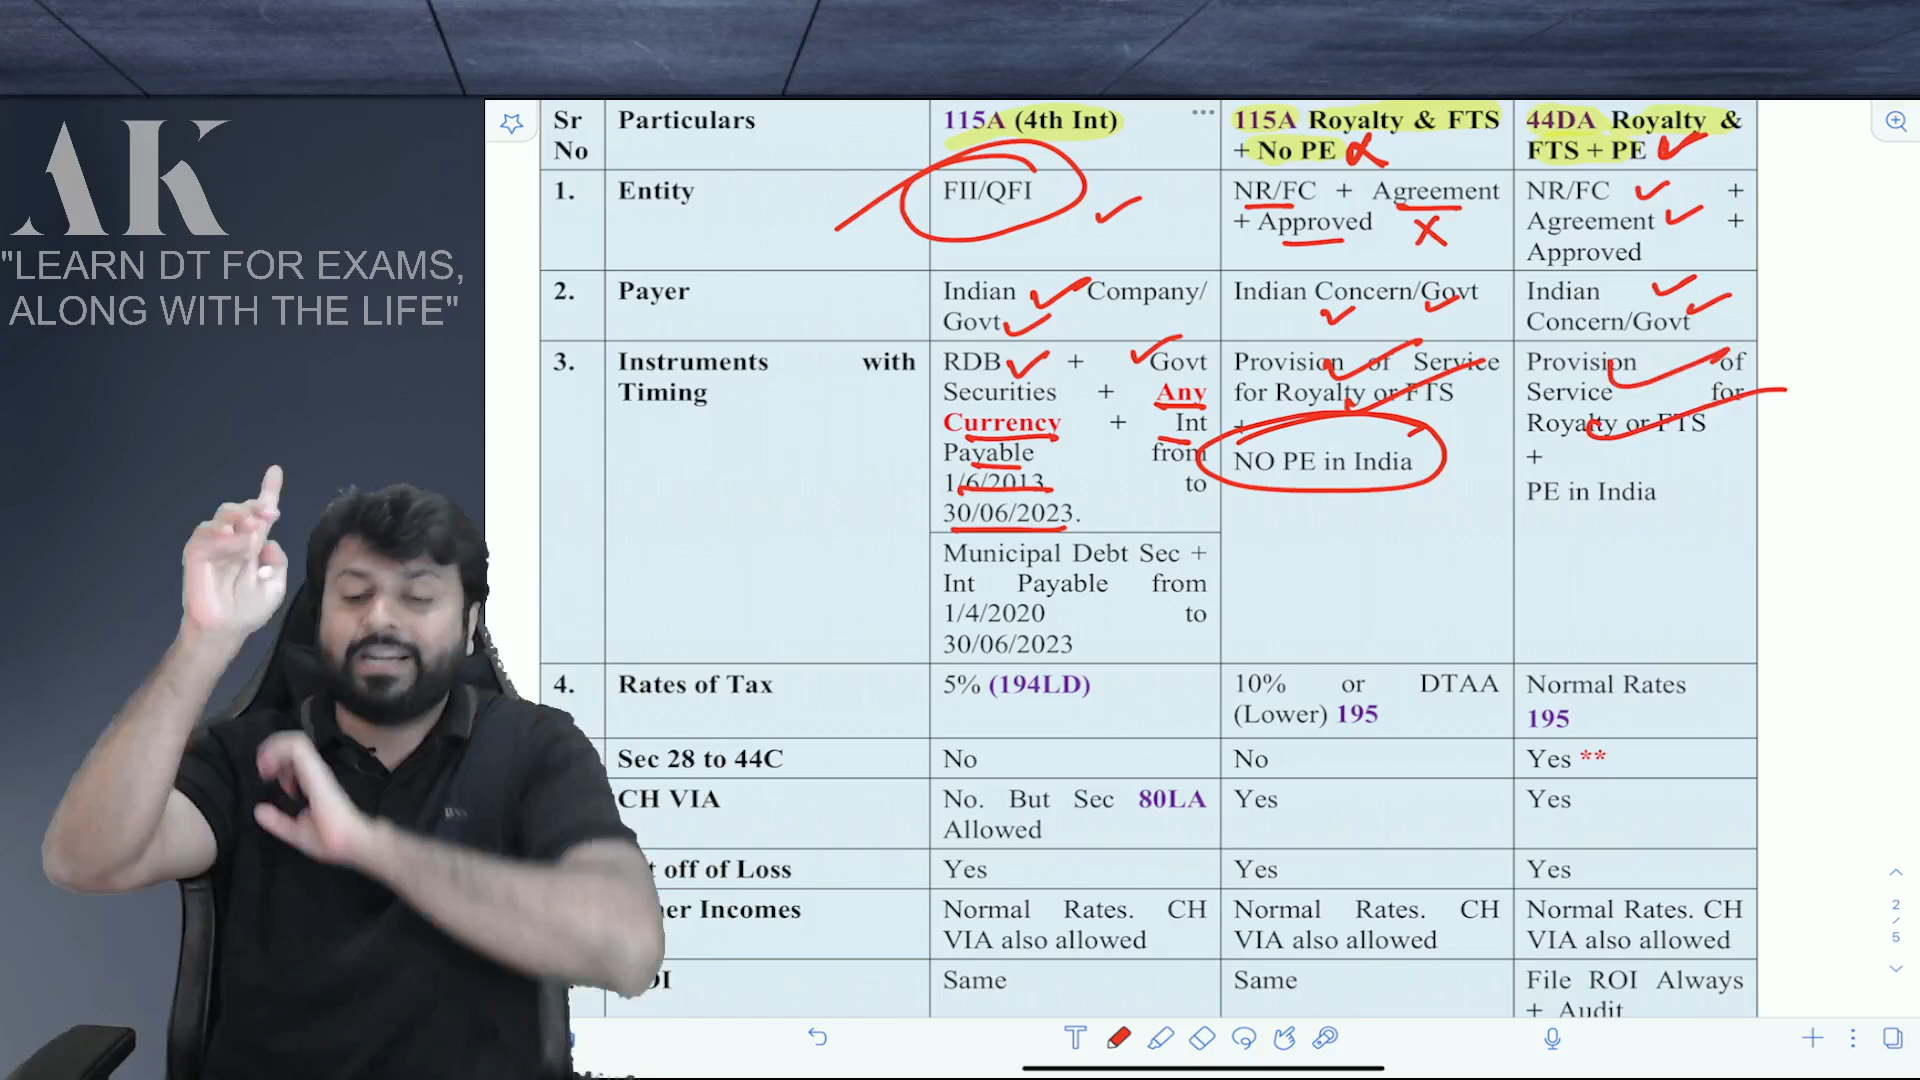 AK
"LEARN DT FOR EXAMS,
ALONG WITH THE LIFE"
Sr No
Particulars
115A (4th Int)
115A Royalty & FTS
+ No PE
44DA Royalty &
FTS + PE
1.
Entity
FII/QFI
NR/FC + Agreement
+ Approved
NR/FC +
Agreement +
Approved
2.
Payer
Indian Company/
Govt
Indian Concern/Govt
Indian
Concern/Govt
3.
Instruments with
Timing
RDB + Govt
Securities + Any
Currency + Int
Payable from
1/6/2013 to
30/06/2023.
Municipal Debt Sec +
Int Payable from
1/4/2020 to
30/06/2023
Provision of Service
for Royalty or FTS
+
NO PE in India
Provision of
Service for
Royalty or FTS
+
PE in India
4.
Rates of Tax
5% (194LD)
10% or DTAA
(Lower) 195
Normal Rates
195
Sec 28 to 44C
No
No
Yes **
CH VIA
No. But Sec 80LA
Allowed
Yes
Yes
off of Loss
Yes
Yes
Yes
er Incomes
Normal Rates. CH
VIA also allowed
Normal Rates. CH
VIA also allowed
Normal Rates. CH
VIA also allowed
OI
Same
Same
File ROI Always
+ Audit
2
/
5